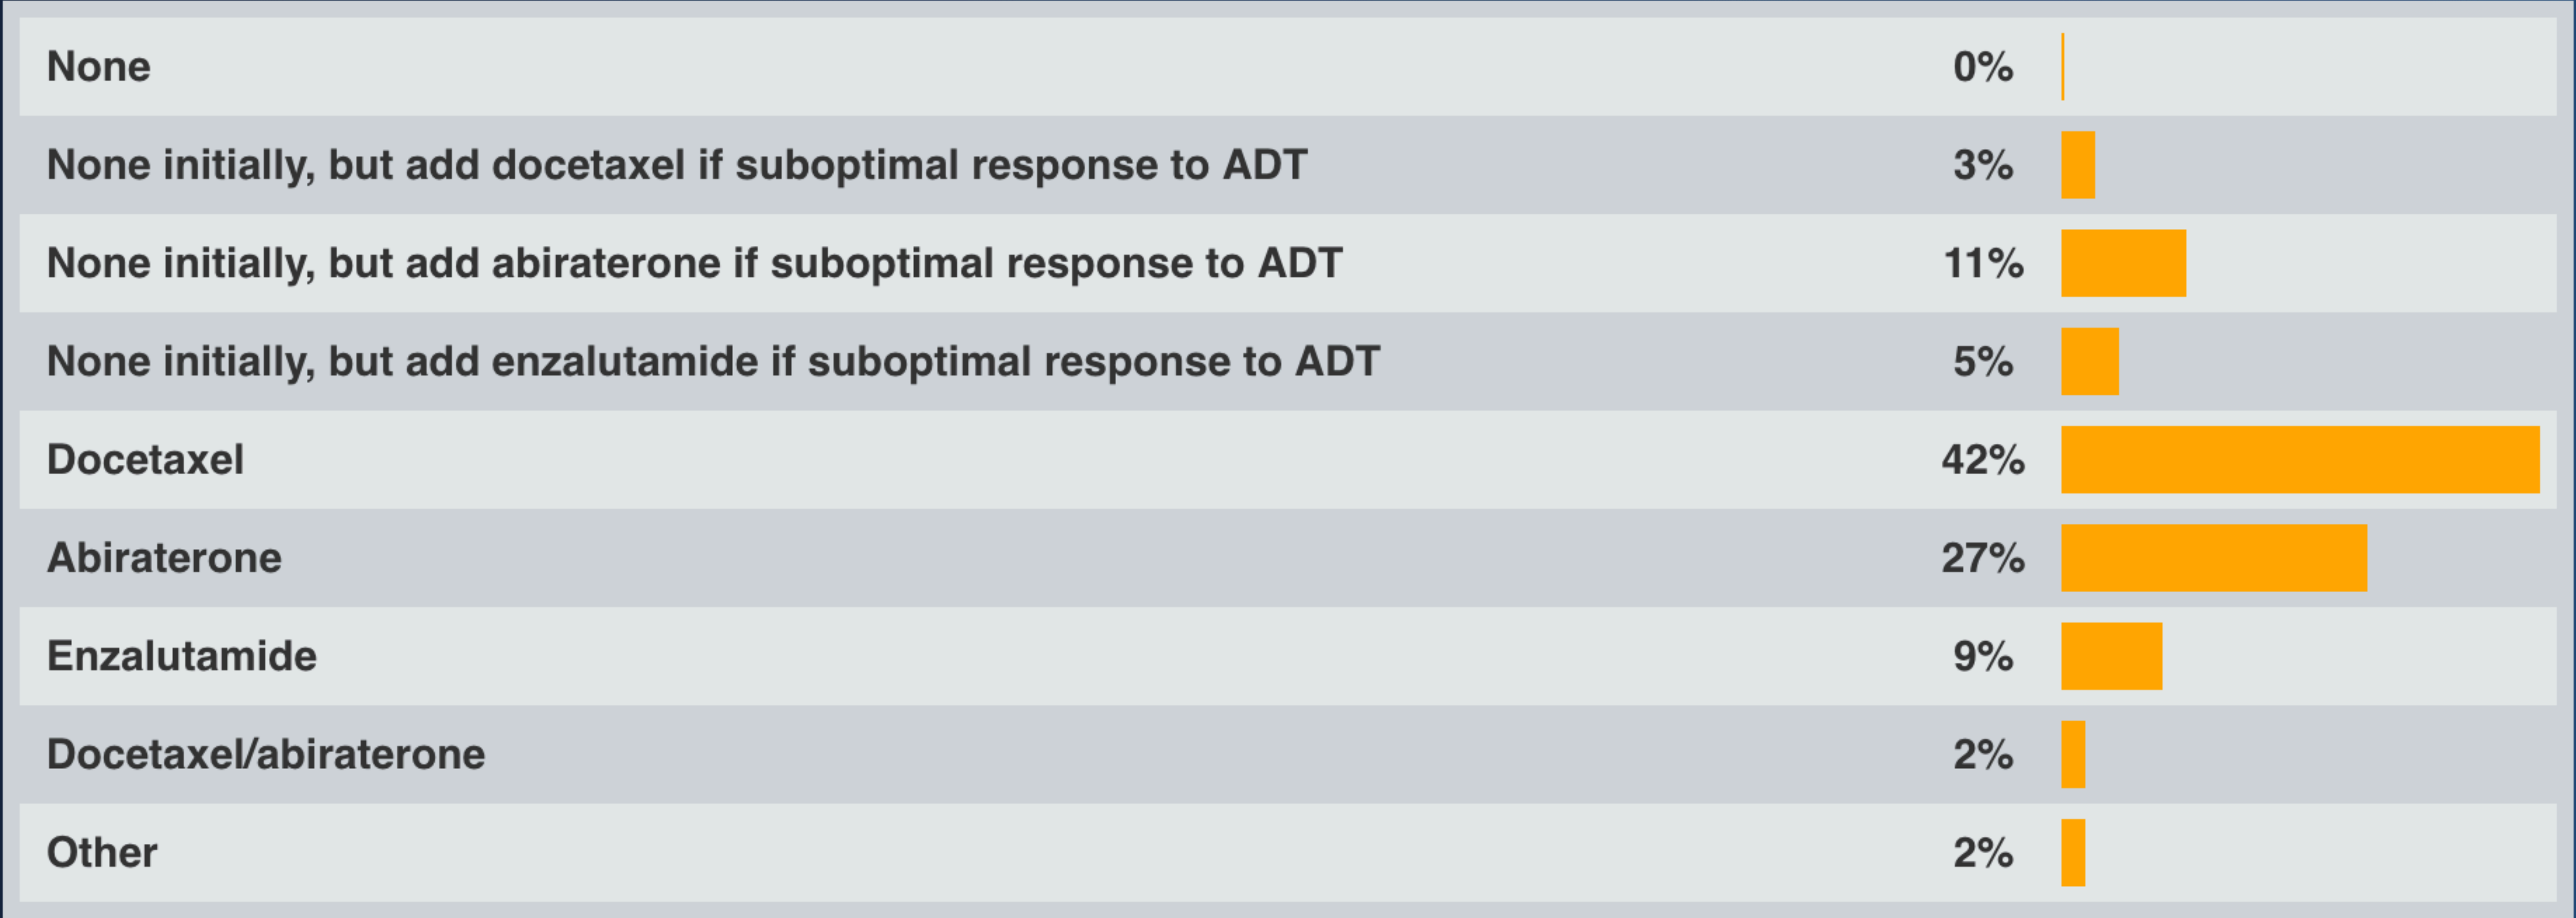 None 0%
None initially, but add docetaxel if suboptimal response to ADT 3%
None initially, but add abiraterone if suboptimal response to ADT 11%
None initially, but add enzalutamide if suboptimal response to ADT 5%
Docetaxel 42%
Abiraterone 27%
Enzalutamide 9%
Docetaxel/abiraterone 2%
Other 2%